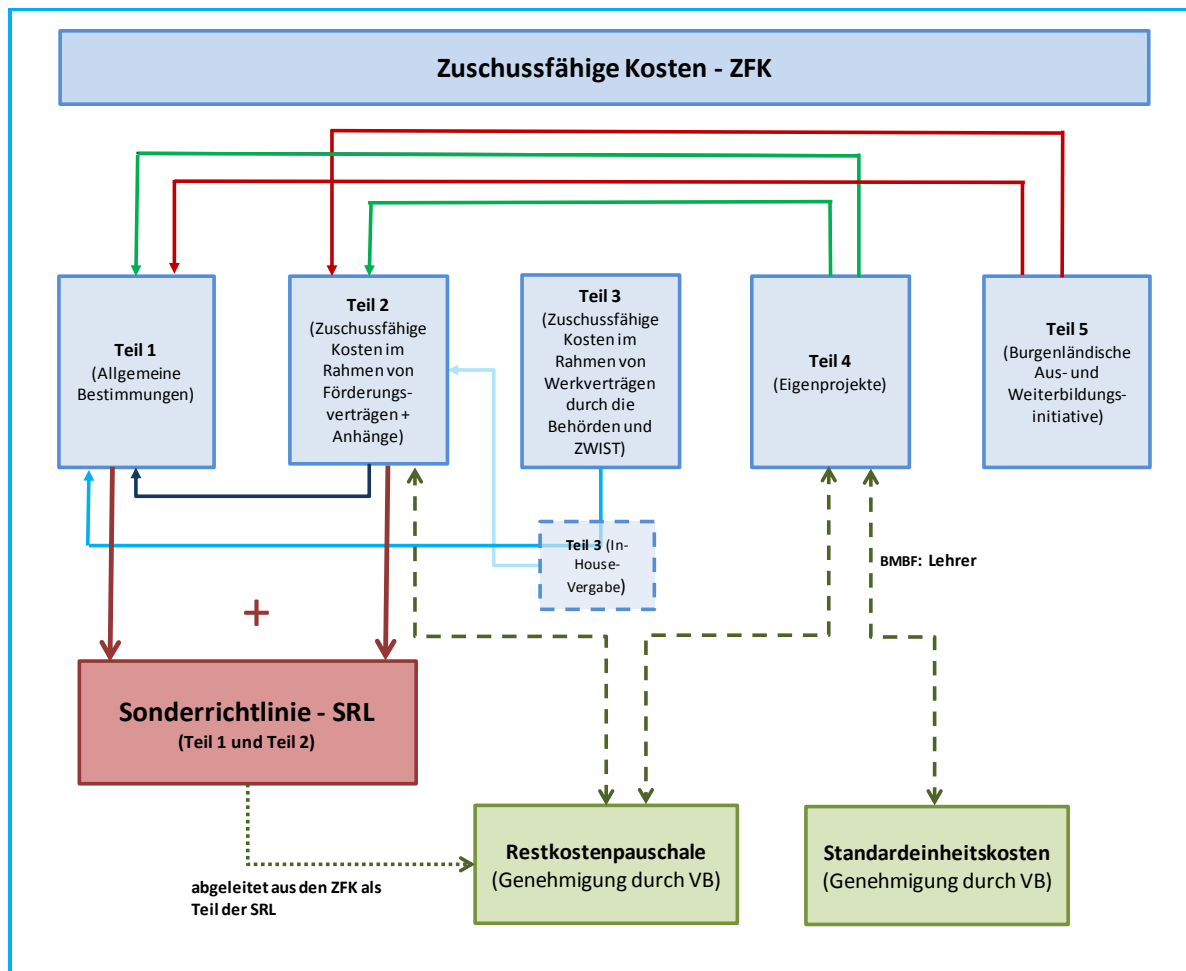 Zuschussfähige Kosten - ZFK
Teil 1
(Allgemeine
Bestimmungen)
Teil 2
(Zuschussfähige
Kosten im
Rahmen von
Förderungs-
verträgen +
Anhänge)
Teil 3
(Zuschussfähige
Kosten im
Rahmen von
Werkverträgen
durch die
Behörden und
ZWIST)
Teil 4
(Eigenprojekte)
Teil 5
(Burgenländische
Aus- und
Weiterbildungs-
initiative)
Teil 3 (In-
House-
Vergabe)
BMBF: Lehrer
+
Sonderrichtlinie - SRL
(Teil 1 und Teil 2)
Restkostenpauschale
(Genehmigung durch VB)
Standardeinheitskosten
(Genehmigung durch VB)
abgeleitet aus den ZFK als
Teil der SRL